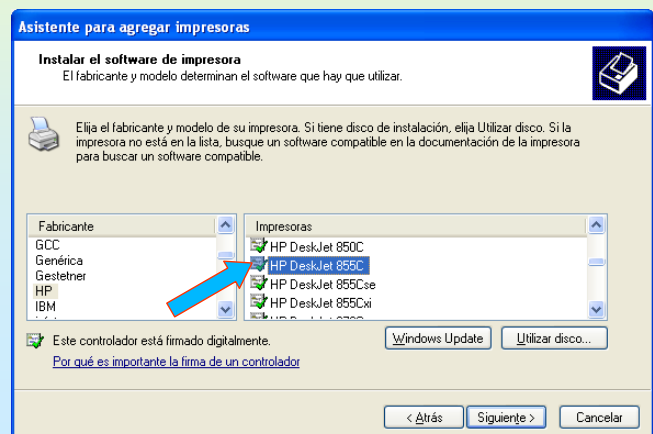 Asistente para agregar impresoras
Instalar el software de impresora
El fabricante y modelo determinan el software que hay que utilizar.
Elija el fabricante y modelo de su impresora. Si tiene disco de instalación, elija Utilizar disco. Si la
impresora no está en la lista, busque un software compatible en la documentación de la impresora
para buscar un software compatible.
Fabricante
GCC
Genérica
Gestetner
HP
IBM
Impresoras
HP DeskJet 850C
HP DeskJet 855C
HP DeskJet 855Cse
HP DeskJet 855Cxi
Este controlador está firmado digitalmente.
Por qué es importante la firma de un controlador
Windows Update
Utilizar disco...
< Atrás
Siguiente >
Cancelar